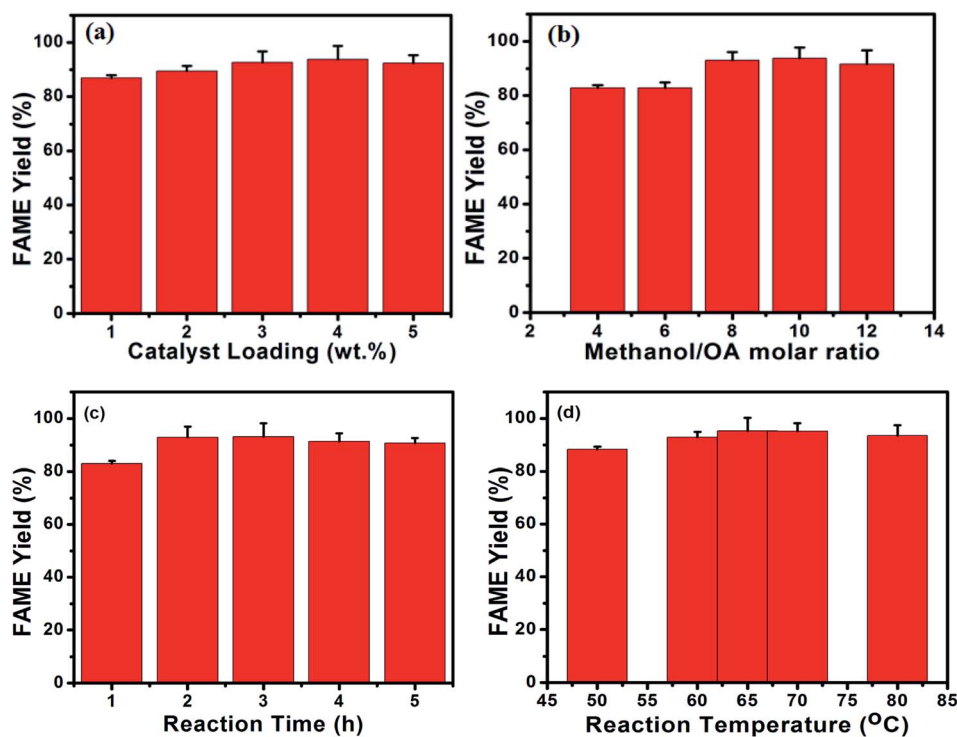 (a)
FAME Yield (%)
100
80
60
40
20
0
1 2 3 4 5
Catalyst Loading (wt.%)
(b)
FAME Yield (%)
100
80
60
40
20
0
2 4 6 8 10 12 14
Methanol/OA molar ratio
(c)
FAME Yield (%)
100
80
60
40
20
0
1 2 3 4 5
Reaction Time (h)
(d)
FAME Yield (%)
100
80
60
40
20
0
45 50 55 60 65 70 75 80 85
Reaction Temperature (ᴼC)